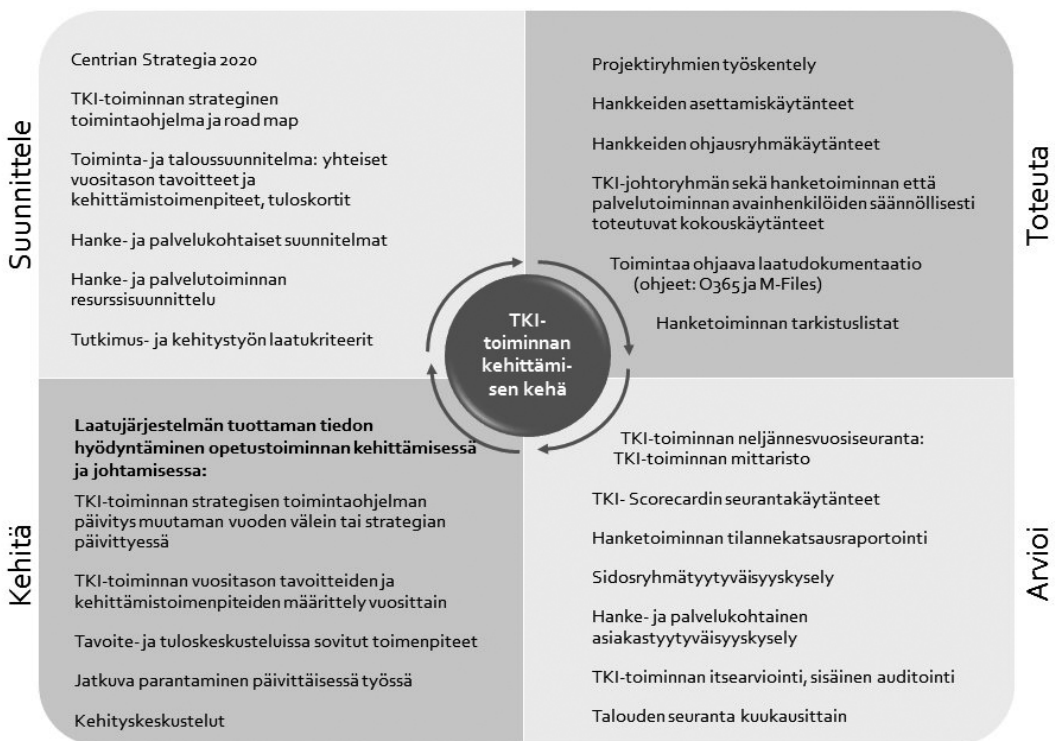 Suunnittele
Centrian Strategia 2020
TKI-toiminnan strateginen
toimintaohjelma ja road map
Toiminta- ja taloussuunnitelma: yhteiset
vuositason tavoitteet ja
kehittämistoimenpiteet, tuloskortit
Hanke- ja palvelukohtaiset suunnitelmat
Hanke- ja palvelutoiminnan
resurssisuunnittelu
Tutkimus- ja kehitystyön laatukriteerit
Toteuta
Projektiryhmien työskentely
Hankkeiden asettamiskäytänteet
Hankkeiden ohjausryhmäkäytänteet
TKI-johtoryhmän sekä hanketoiminnan että
palvelutoiminnan avainhenkilöiden säännöllisesti
toteutuvat kokouskäytänteet
Toimintaa ohjaava laatudokumentaatio
(ohjeet: O365 ja M-Files)
Hanketoiminnan tarkistuslistat
TKI-
toiminnan
kehittämi-
sen kehä
Kehitä
Laatujärjestelmän tuottaman tiedon
hyödyntäminen opetustoiminnan kehittämisessä
ja johtamisessa:
TKI-toiminnan strategisen toimintaohjelman
päivitys muutaman vuoden välein tai strategian
päivittyessä
TKI-toiminnan vuositason tavoitteiden ja
kehittämistoimenpiteiden määrittely vuosittain
Tavoite- ja tuloskeskusteluissa sovitut toimenpiteet
Jatkuva parantaminen päivittäisessä työssä
Kehityskeskustelut
Arvioi
TKI-toiminnan neljännesvuosiseuranta:
TKI-toiminnan mittaristo
TKI- Scorecardin seurantakäytänteet
Hanketoiminnan tilannekatsausraportointi
Sidosryhmätyytyväisyyskysely
Hanke- ja palvelukohtainen
asiakastyytyväisyyskysely
TKI-toiminnan itsearviointi, sisäinen auditointi
Talouden seuranta kuukausittain